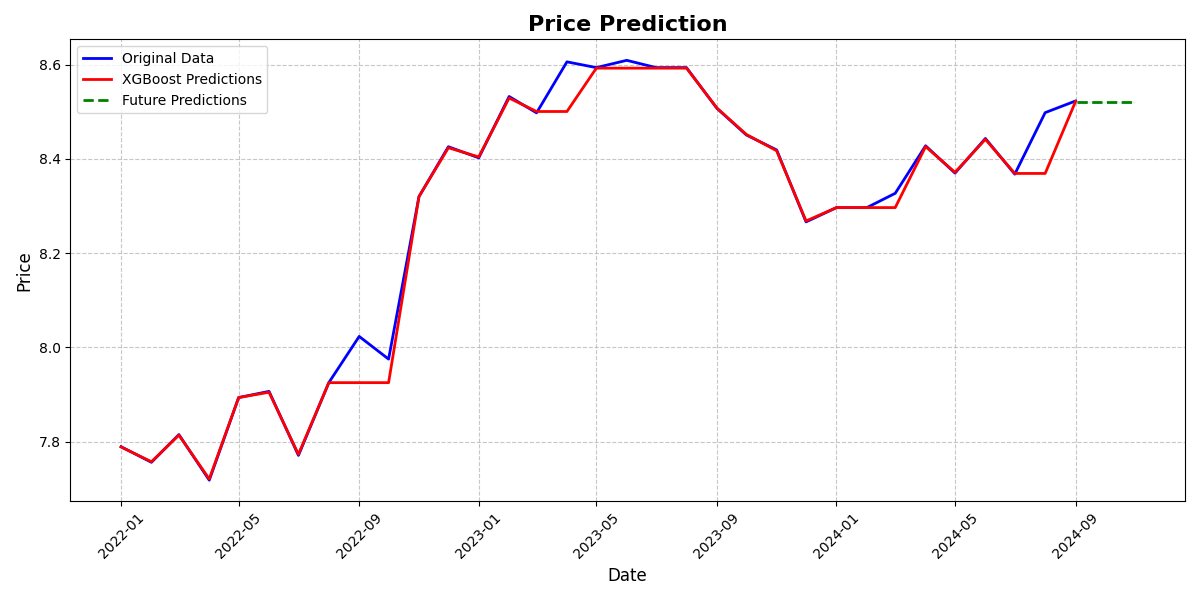 Price Prediction
Original Data
XGBoost Predictions
Future Predictions
8.6
8.4
8.2
8.0
7.8
Price
2022-01
2022-05
2022-09
2023-01
2023-05
2023-09
2024-01
2024-05
2024-09
Date